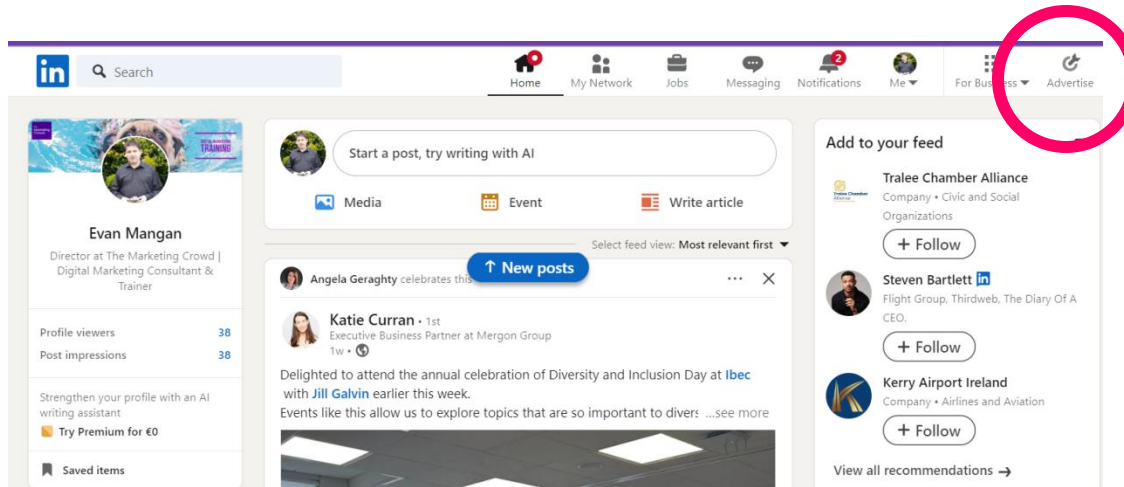 in
Search
Home
My Network
Jobs
Messaging
2
Notifications
Me
For Business
Advertise
TRAINING
Evan Mangan
Director at The Marketing Crowd |
Digital Marketing Consultant &
Trainer
Profile viewers 38
Post impressions 38
Strengthen your profile with an AI
writing assistant
Try Premium for €0
Saved items
Start a post, try writing with AI
Media
Event
Write article
Select feed view: Most relevant first
↑ New posts
Angela Geraghty celebrates this
Katie Curran • 1st
Executive Business Partner at Mergon Group
1w •
Delighted to attend the annual celebration of Diversity and Inclusion Day at Ibec
with Jill Galvin earlier this week.
Events like this allow us to explore topics that are so important to divers ...see more
Add to your feed
Tralee Chamber Alliance
Company • Civic and Social
Organizations
+ Follow
Steven Bartlett in
Flight Group, Thirdweb, The Diary Of A
CEO.
+ Follow
Kerry Airport Ireland
Company • Airlines and Aviation
+ Follow
View all recommendations →